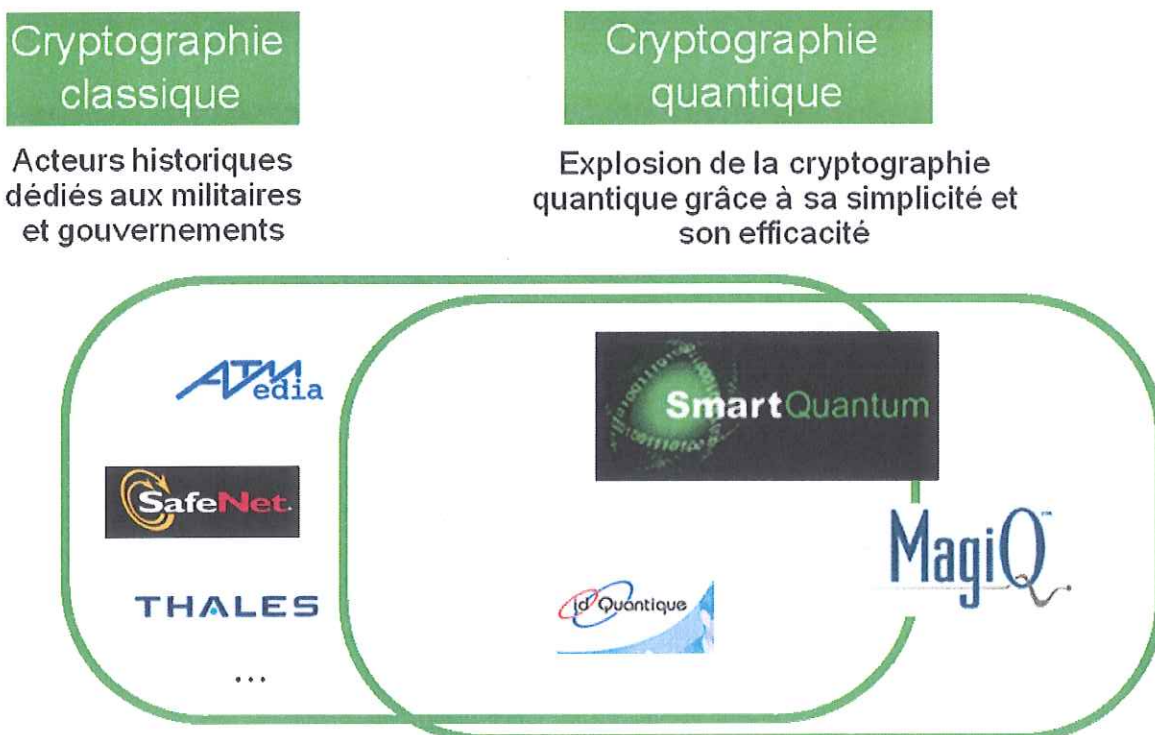 Cryptographie
classique
Acteurs historiques
dédiés aux militaires
et gouvernements
Cryptographie
quantique
Explosion de la cryptographie
quantique grâce à sa simplicité et
son efficacité
ATMedia
SafeNet
THALES
...
SmartQuantum
MagiQ™
id Quantique